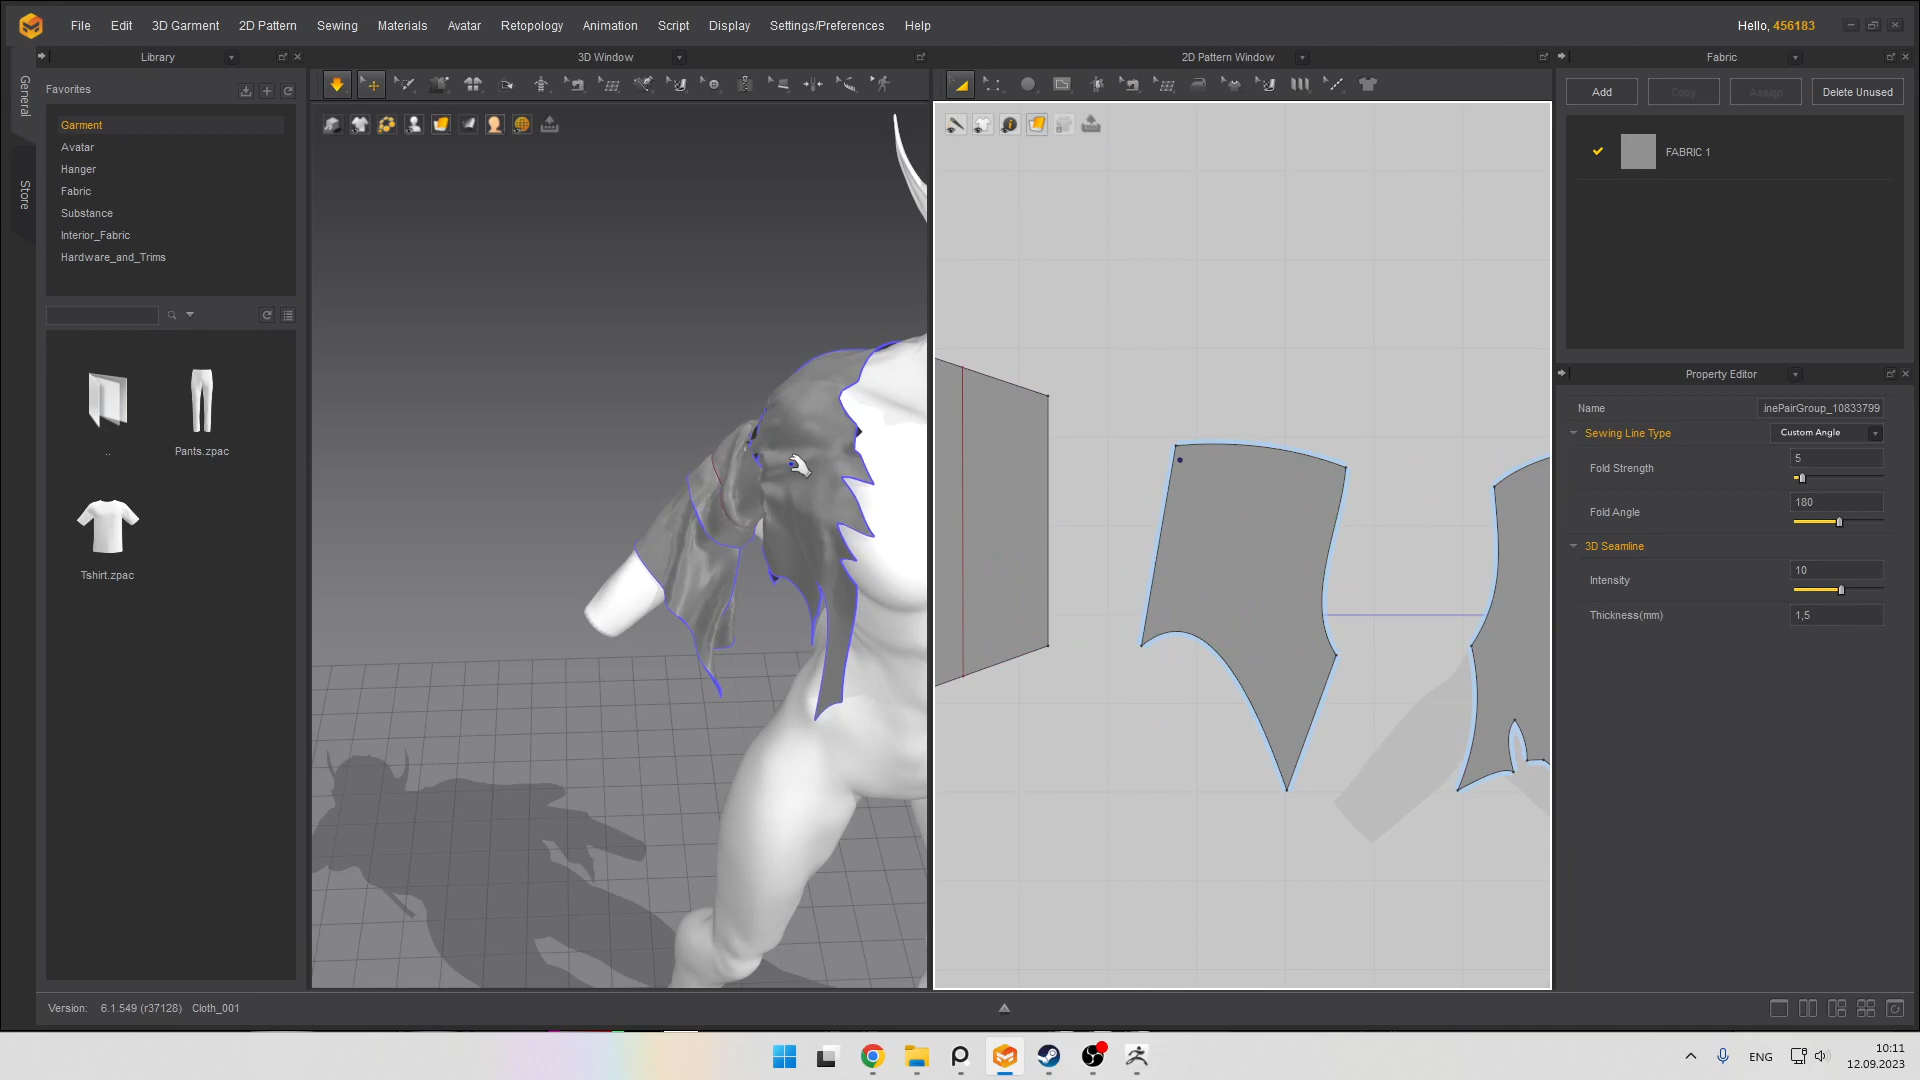 File Edit 3D Garment 2D Pattern Sewing Materials Avatar Retopology Animation Script Display Settings/Preferences Help Hello, 456183
Library 3D Window 2D Pattern Window Fabric
General
Store
Favorites
Garment
Avatar
Hanger
Fabric
Substance
Interior_Fabric
Hardware_and_Trims
..
Pants.zpac
Tshirt.zpac
Add Copy Assign Delete Unused
FABRIC 1
Property Editor
Name .inePairGroup_10833799
Sewing Line Type Custom Angle
Fold Strength 5
Fold Angle 180
3D Seamline
Intensity 10
Thickness(mm) 1,5
Version: 6.1.549 (r37128) Cloth_001
ENG
10:11
12.09.2023